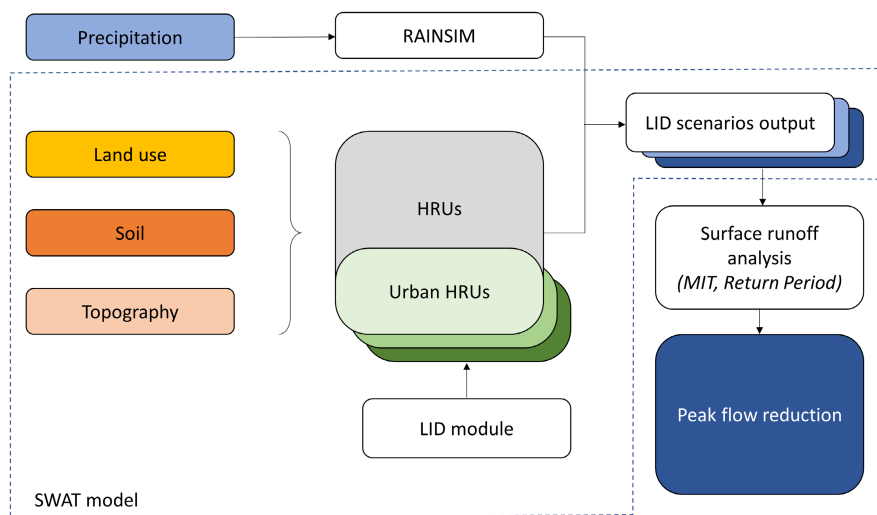 Precipitation
RAINSIM
LID scenarios output
Land use
HRUs
Soil
Surface runoff
analysis
(MIT, Return Period)
Urban HRUs
Topography
Peak flow reduction
LID module
SWAT model